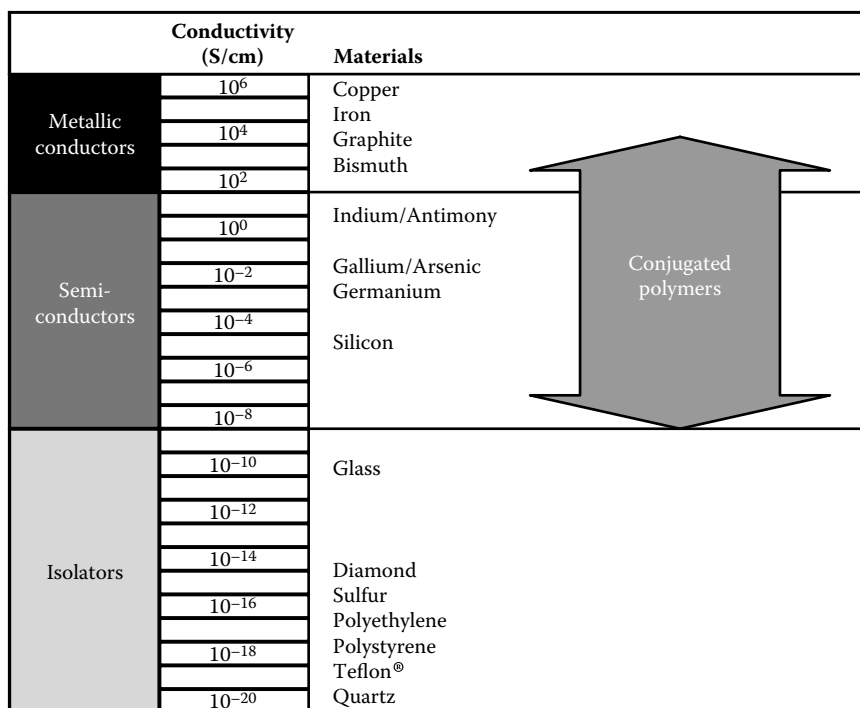 Conductivity
(S/cm) Materials
Metallic
conductors
10⁶
10⁴
10²
Copper
Iron
Graphite
Bismuth
Semi-
conductors
10⁰
10⁻²
10⁻⁴
10⁻⁶
10⁻⁸
Indium/Antimony
Gallium/Arsenic
Germanium
Silicon
Conjugated
polymers
Isolators
10⁻¹⁰
10⁻¹²
10⁻¹⁴
10⁻¹⁶
10⁻¹⁸
10⁻²⁰
Glass
Diamond
Sulfur
Polyethylene
Polystyrene
Teflon®
Quartz